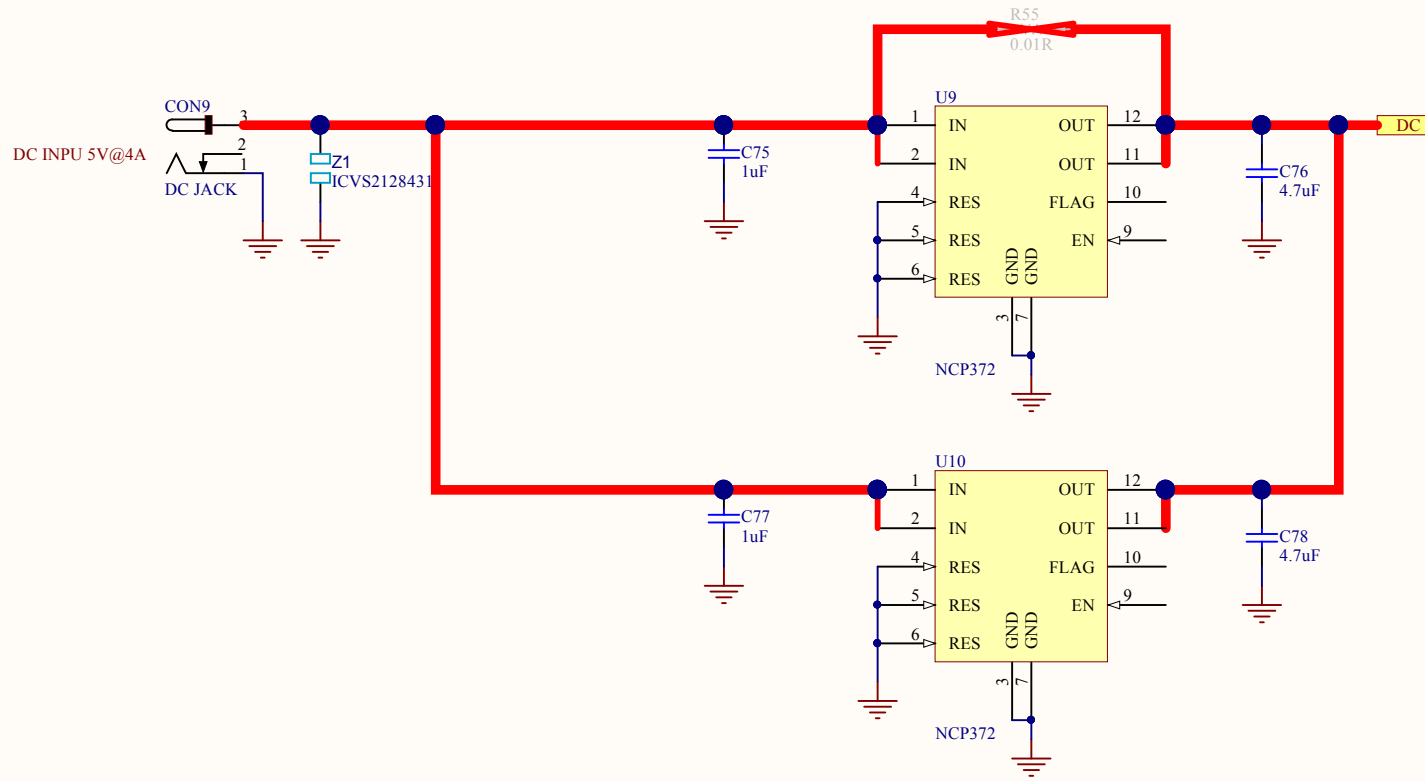 R55
0.01R
CON9
3
2
1
DC INPU 5V@4A
DC JACK
Z1
ICVS2128431
C75
1uF
U9
1 IN OUT 12
2 IN OUT 11
4 RES FLAG 10
5 RES EN 9
6 RES
GND GND
3 7
NCP372
C76
4.7uF
DC
C77
1uF
U10
1 IN OUT 12
2 IN OUT 11
4 RES FLAG 10
5 RES EN 9
6 RES
GND GND
3 7
NCP372
C78
4.7uF